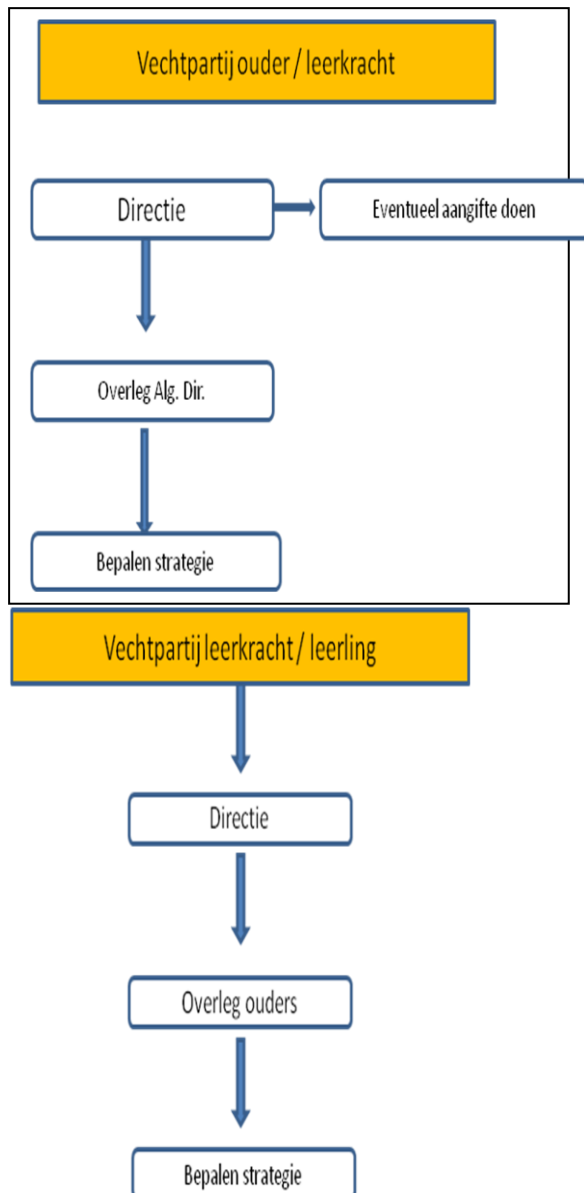 Vechtpartij ouder / leerkracht
Directie
Eventueel aangifte doen
Overleg Alg. Dir.
Bepalen strategie
Vechtpartij leerkracht / leerling
Directie
Overleg ouders
Bepalen strategie